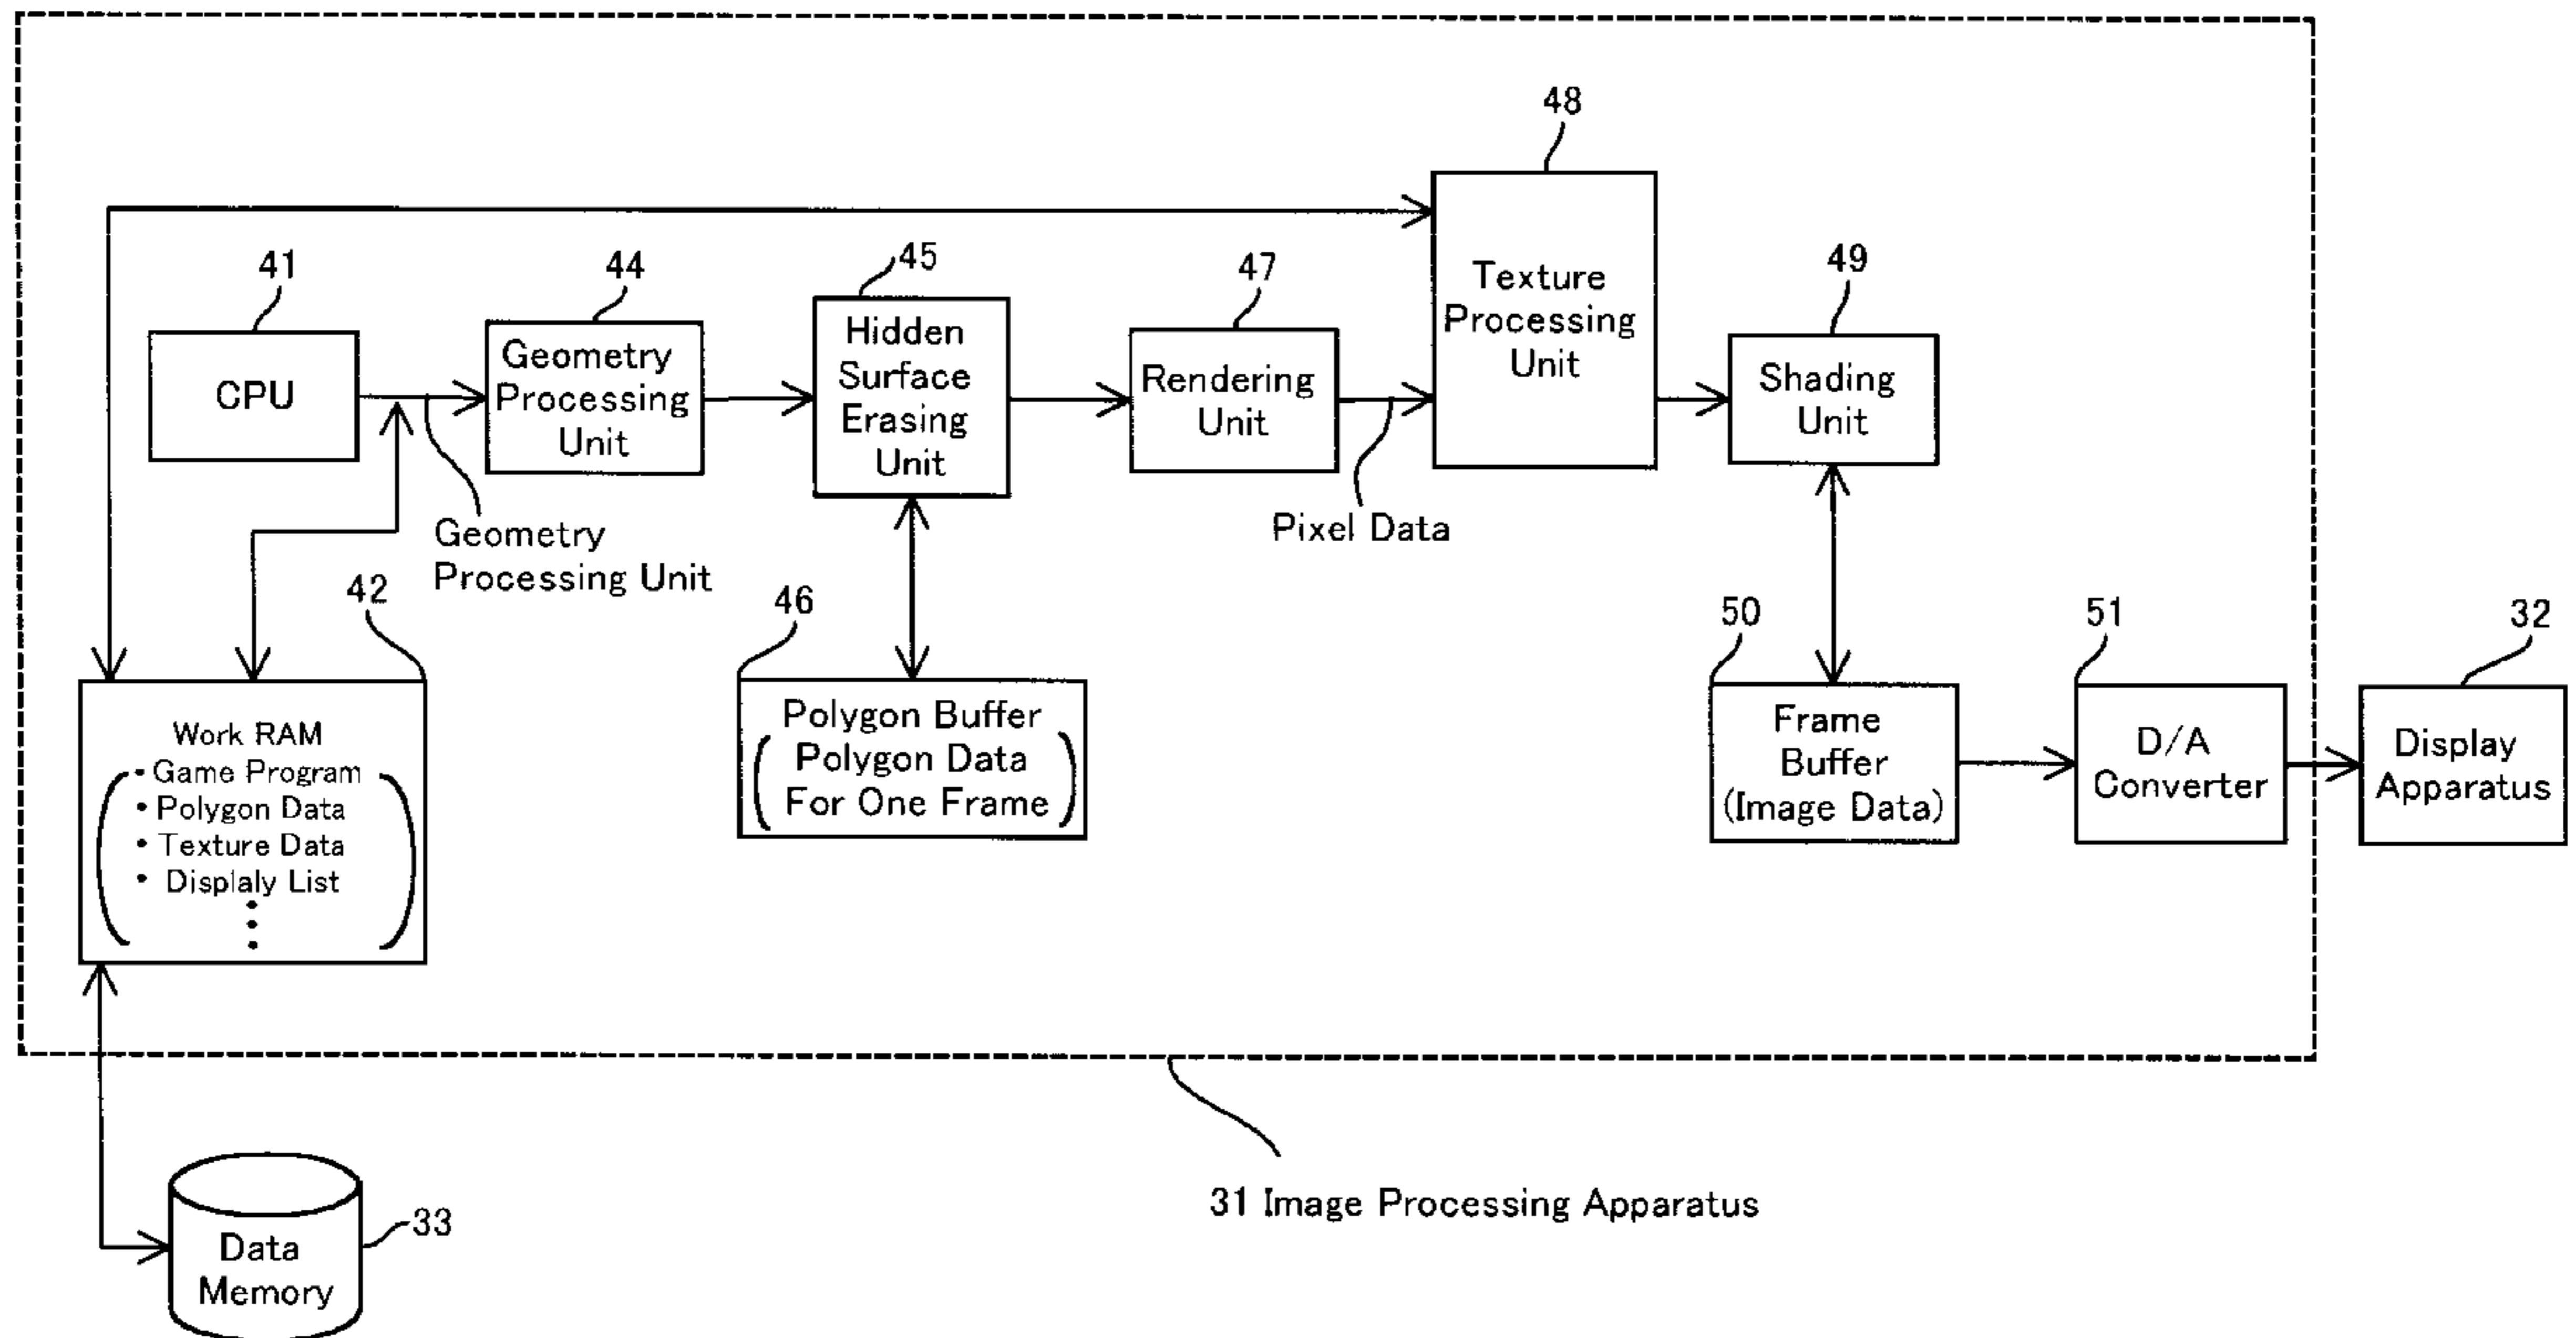 48
41
44
45
47
49
CPU
Geometry
Processing
Unit
Hidden
Surface
Erasing
Unit
Rendering
Unit
Texture
Processing
Unit
Shading
Unit
Geometry
Processing Unit
Pixel Data
42
46
50
51
32
Work RAM
• Game Program
• Polygon Data
• Texture Data
• Displaly List
Polygon Buffer
Polygon Data
For One Frame
Frame
Buffer
(Image Data)
D/A
Converter
Display
Apparatus
31 Image Processing Apparatus
33
Data
Memory